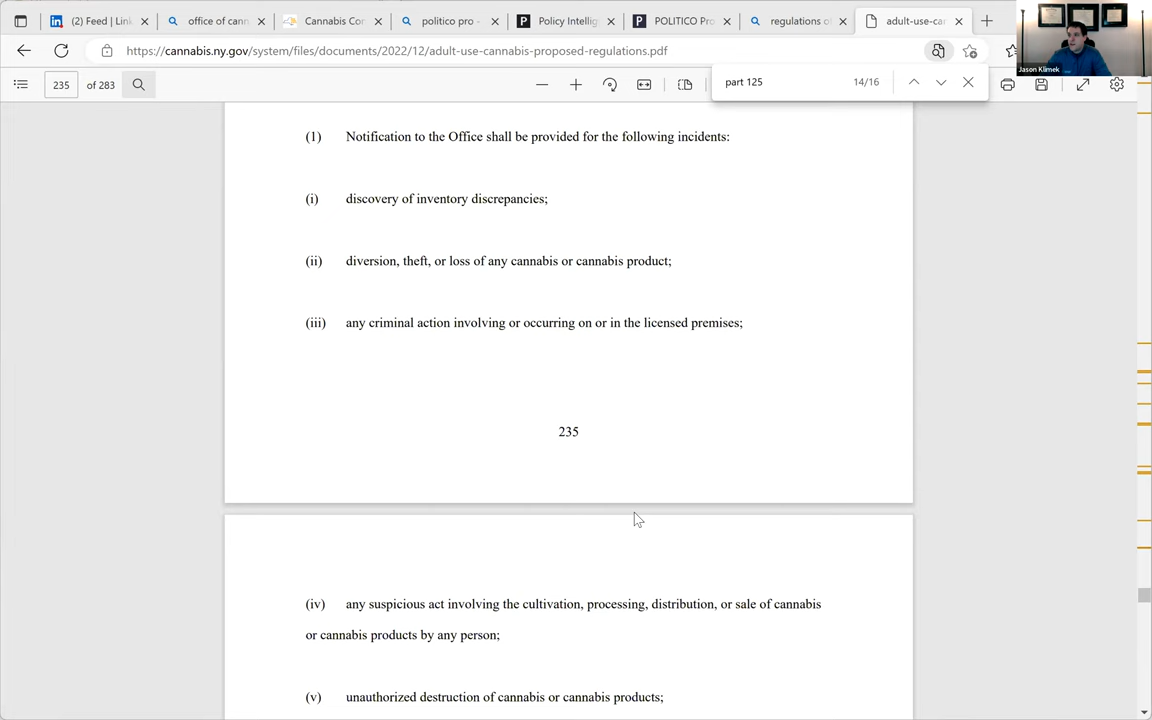 (2) Feed | Link
office of cann
Cannabis Con
politico pro -
Policy Intellig
POLITICO Pro
regulations of
adult-use-can
https://cannabis.ny.gov/system/files/documents/2022/12/adult-use-cannabis-proposed-regulations.pdf
Jason Klimek
235 of 283
part 125 14/16
(1) Notification to the Office shall be provided for the following incidents:
(i) discovery of inventory discrepancies;
(ii) diversion, theft, or loss of any cannabis or cannabis product;
(iii) any criminal action involving or occurring on or in the licensed premises;
235
(iv) any suspicious act involving the cultivation, processing, distribution, or sale of cannabis
or cannabis products by any person;
(v) unauthorized destruction of cannabis or cannabis products;